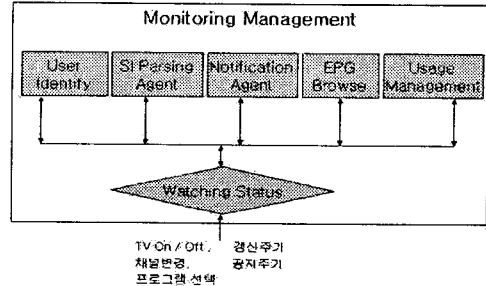 Monitoring Management
User Identify
SI Parsing Agent
Notification Agent
EPG Browse
Usage Management
Watching Status
TV On / Off, 갱신주기
채널변경, 공지주기
프로그램 선택